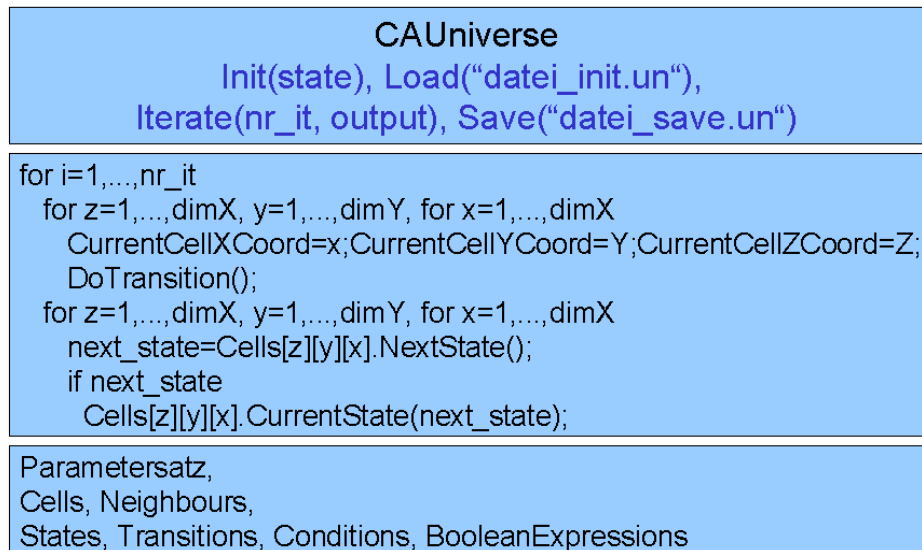 CAUniverse
Init(state), Load(“datei_init.un“),
Iterate(nr_it, output), Save(“datei_save.un“)
for i=1,...,nr_it
for z=1,...,dimX, y=1,...,dimY, for x=1,...,dimX
CurrentCellXCoord=x;CurrentCellYCoord=Y;CurrentCellZCoord=Z;
DoTransition();
for z=1,...,dimX, y=1,...,dimY, for x=1,...,dimX
next_state=Cells[z][y][x].NextState();
if next_state
Cells[z][y][x].CurrentState(next_state);
Parametersatz,
Cells, Neighbours,
States, Transitions, Conditions, BooleanExpressions